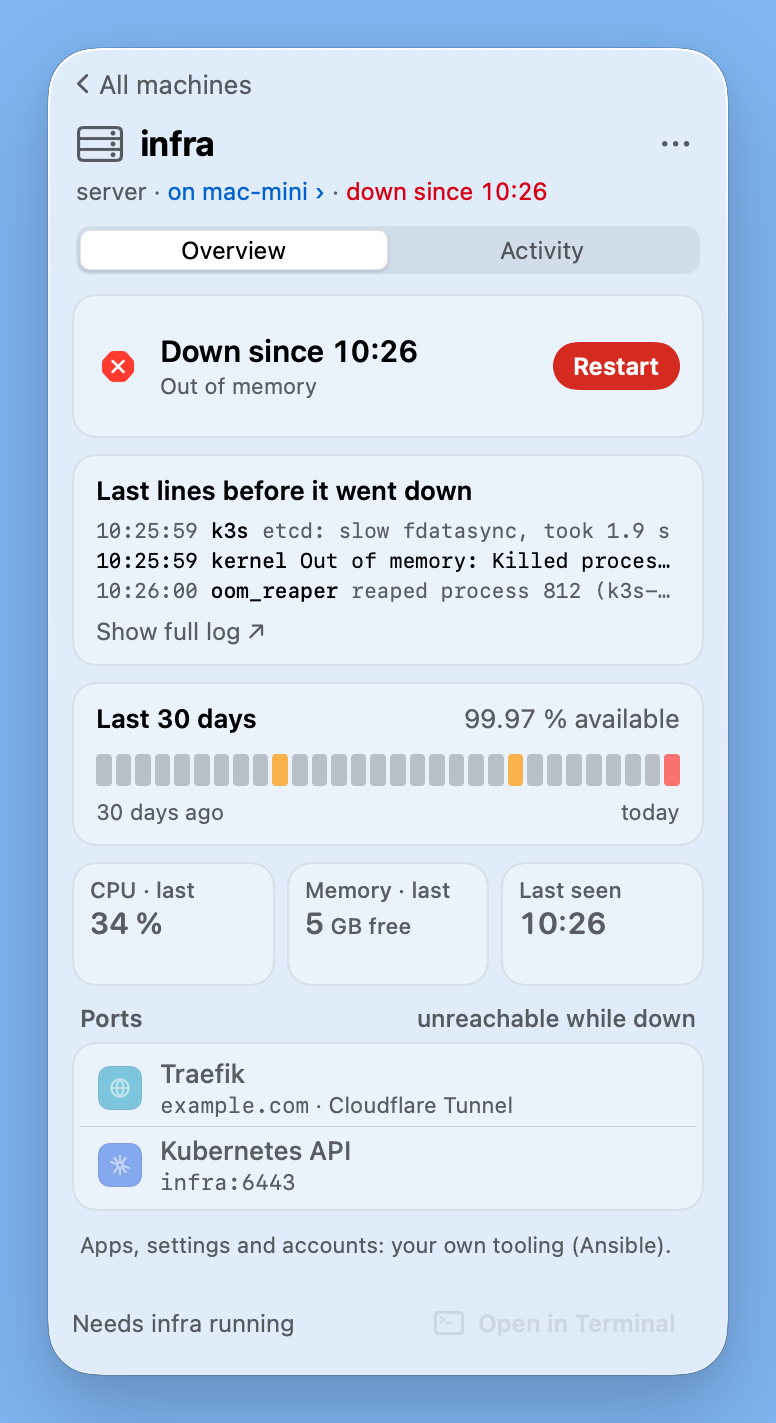 All machines
infra
server · on mac-mini › · down since 10:26
Overview
Activity
Down since 10:26
Out of memory
Restart
Last lines before it went down
10:25:59 k3s etcd: slow fdatasync, took 1.9 s
10:25:59 kernel Out of memory: Killed proces…
10:26:00 oom_reaper reaped process 812 (k3s-…
Show full log ↗
Last 30 days
99.97 % available
30 days ago
today
CPU · last
34 %
Memory · last
5 GB free
Last seen
10:26
Ports
unreachable while down
Traefik
example.com · Cloudflare Tunnel
Kubernetes API
infra:6443
Apps, settings and accounts: your own tooling (Ansible).
Needs infra running
Open in Terminal